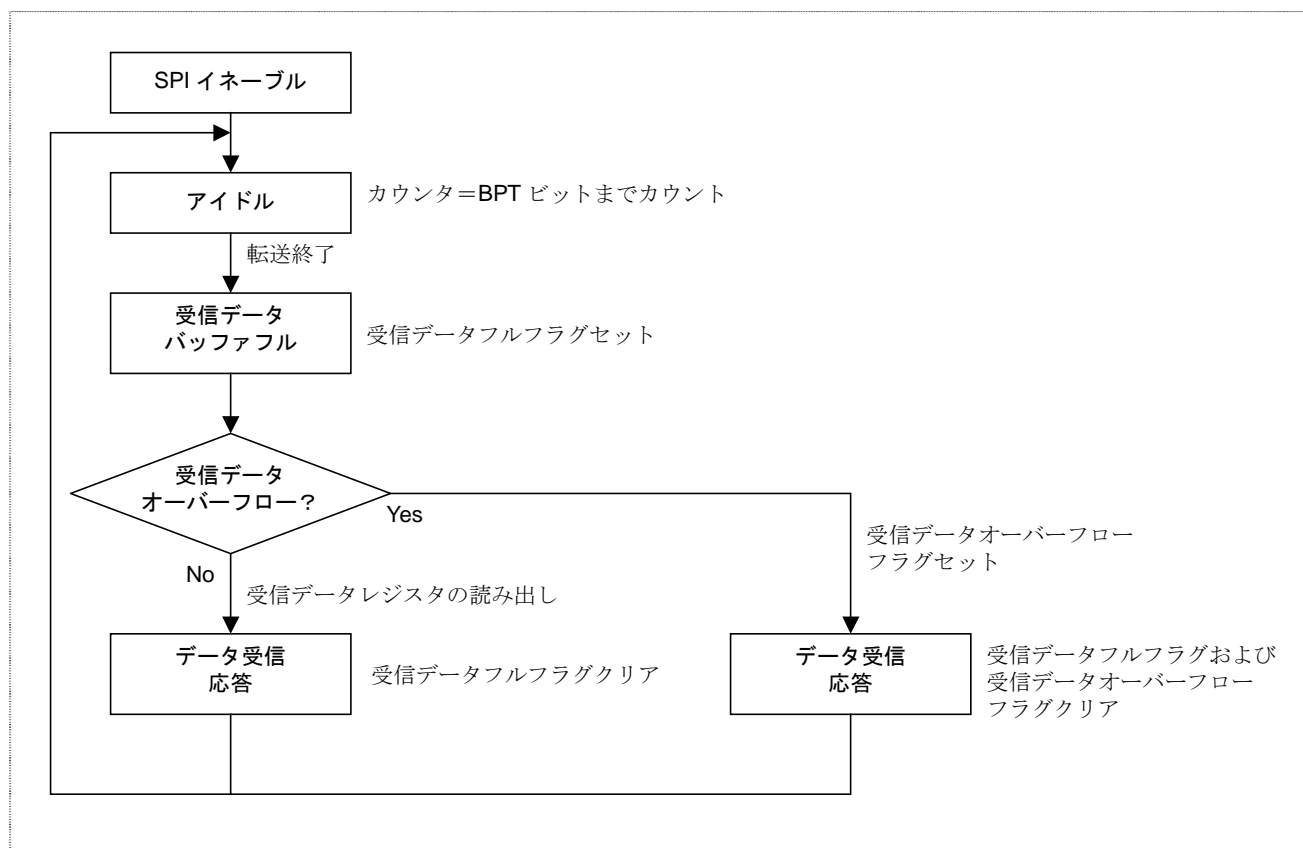 SPI イネーブル
アイドル
カウンタ＝BPT ビットまでカウント
転送終了
受信データ
バッファフル
受信データフルフラグセット
受信データ
オーバーフロー？
Yes
受信データオーバーフロー
フラグセット
No
受信データレジスタの読み出し
データ受信
応答
受信データフルフラグクリア
データ受信
応答
受信データフルフラグおよび
受信データオーバーフロー
フラグクリア